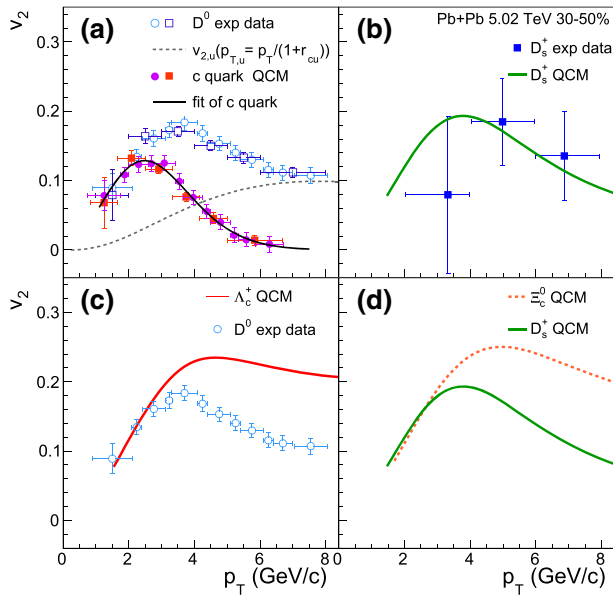 v₂
0.3
0.2
0.1
0
(a)
D⁰ exp data
v₂,ᵤ(p_T,u = p_T/(1+r_cu))
c quark QCM
fit of c quark
(b)
Pb+Pb 5.02 TeV 30-50%
D_s⁺ exp data
D_s⁺ QCM
v₂
0.3
0.2
0.1
0
(c)
Λ_c⁺ QCM
D⁰ exp data
(d)
Ξ_c⁰ QCM
D_s⁺ QCM
0 2 4 6 8
2 4 6 8
p_T (GeV/c)
p_T (GeV/c)